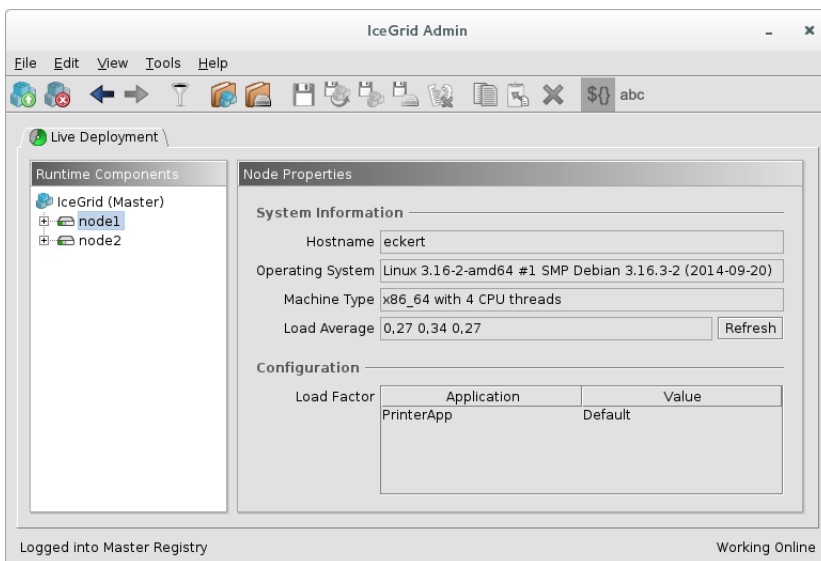 IceGrid Admin
File Edit View Tools Help
${} abc
Live Deployment
Runtime Components
IceGrid (Master)
node1
node2
Node Properties
System Information
Hostname eckert
Operating System Linux 3.16-2-amd64 #1 SMP Debian 3.16.3-2 (2014-09-20)
Machine Type x86_64 with 4 CPU threads
Load Average 0,27 0,34 0,27 Refresh
Configuration
Load Factor Application Value
PrinterApp Default
Logged into Master Registry Working Online